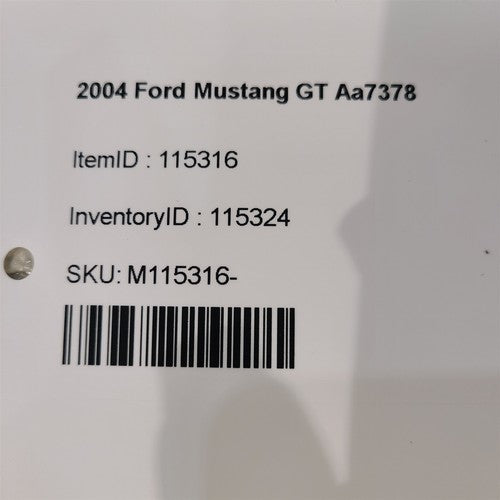 2004 Ford Mustang GT Aa7378
ItemID : 115316
InventoryID : 115324
SKU: M115316-